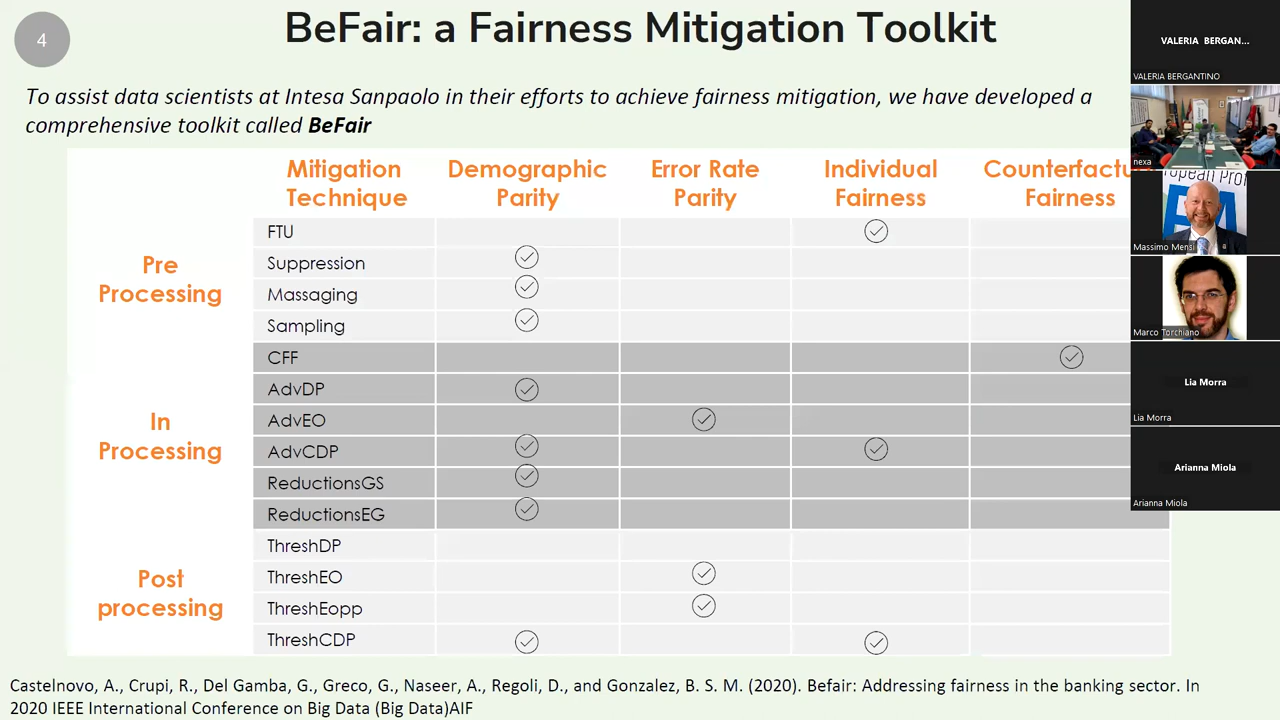 4
BeFair: a Fairness Mitigation Toolkit
To assist data scientists at Intesa Sanpaolo in their efforts to achieve fairness mitigation, we have developed a
comprehensive toolkit called BeFair
Mitigation
Technique
Demographic
Parity
Error Rate
Parity
Individual
Fairness
Counterfactu
Fairness
Pre
Processing
FTU
Suppression
Massaging
Sampling
In
Processing
CFF
AdvDP
AdvEO
AdvCDP
ReductionsGS
ReductionsEG
Post
processing
ThreshDP
ThreshEO
ThreshEopp
ThreshCDP
Castelnovo, A., Crupi, R., Del Gamba, G., Greco, G., Naseer, A., Regoli, D., and Gonzalez, B. S. M. (2020). Befair: Addressing fairness in the banking sector. In
2020 IEEE International Conference on Big Data (Big Data)AIF
VALERIA BERGAN...
VALERIA BERGANTINO
nexa
ropean Prof
Massimo Mensi
Marco Torchiano
Lia Morra
Lia Morra
Arianna Miola
Arianna Miola